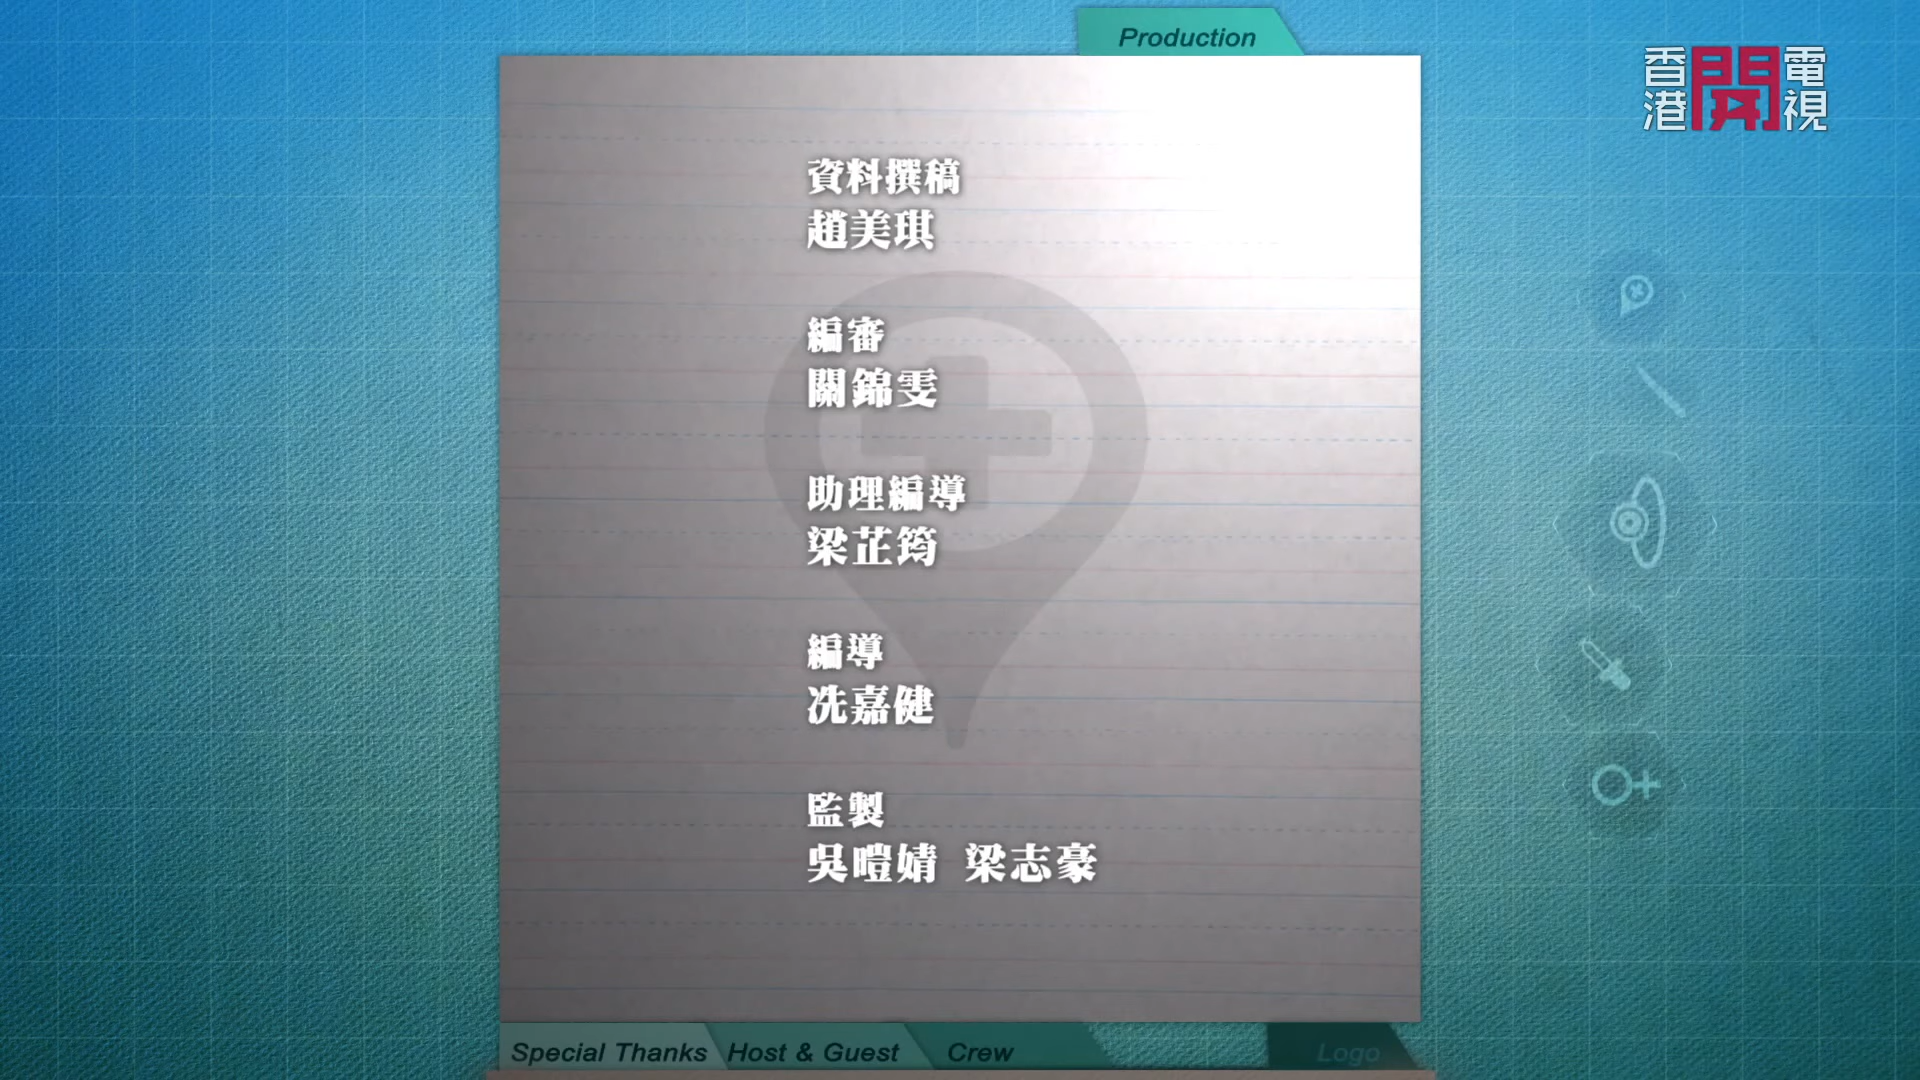 Production
香港開電視
資料撰稿
趙美琪
編審
關錦雯
助理編導
梁芷筠
編導
冼嘉健
監製
吳曀婧 梁志豪
Special Thanks
Host & Guest
Crew
Logo